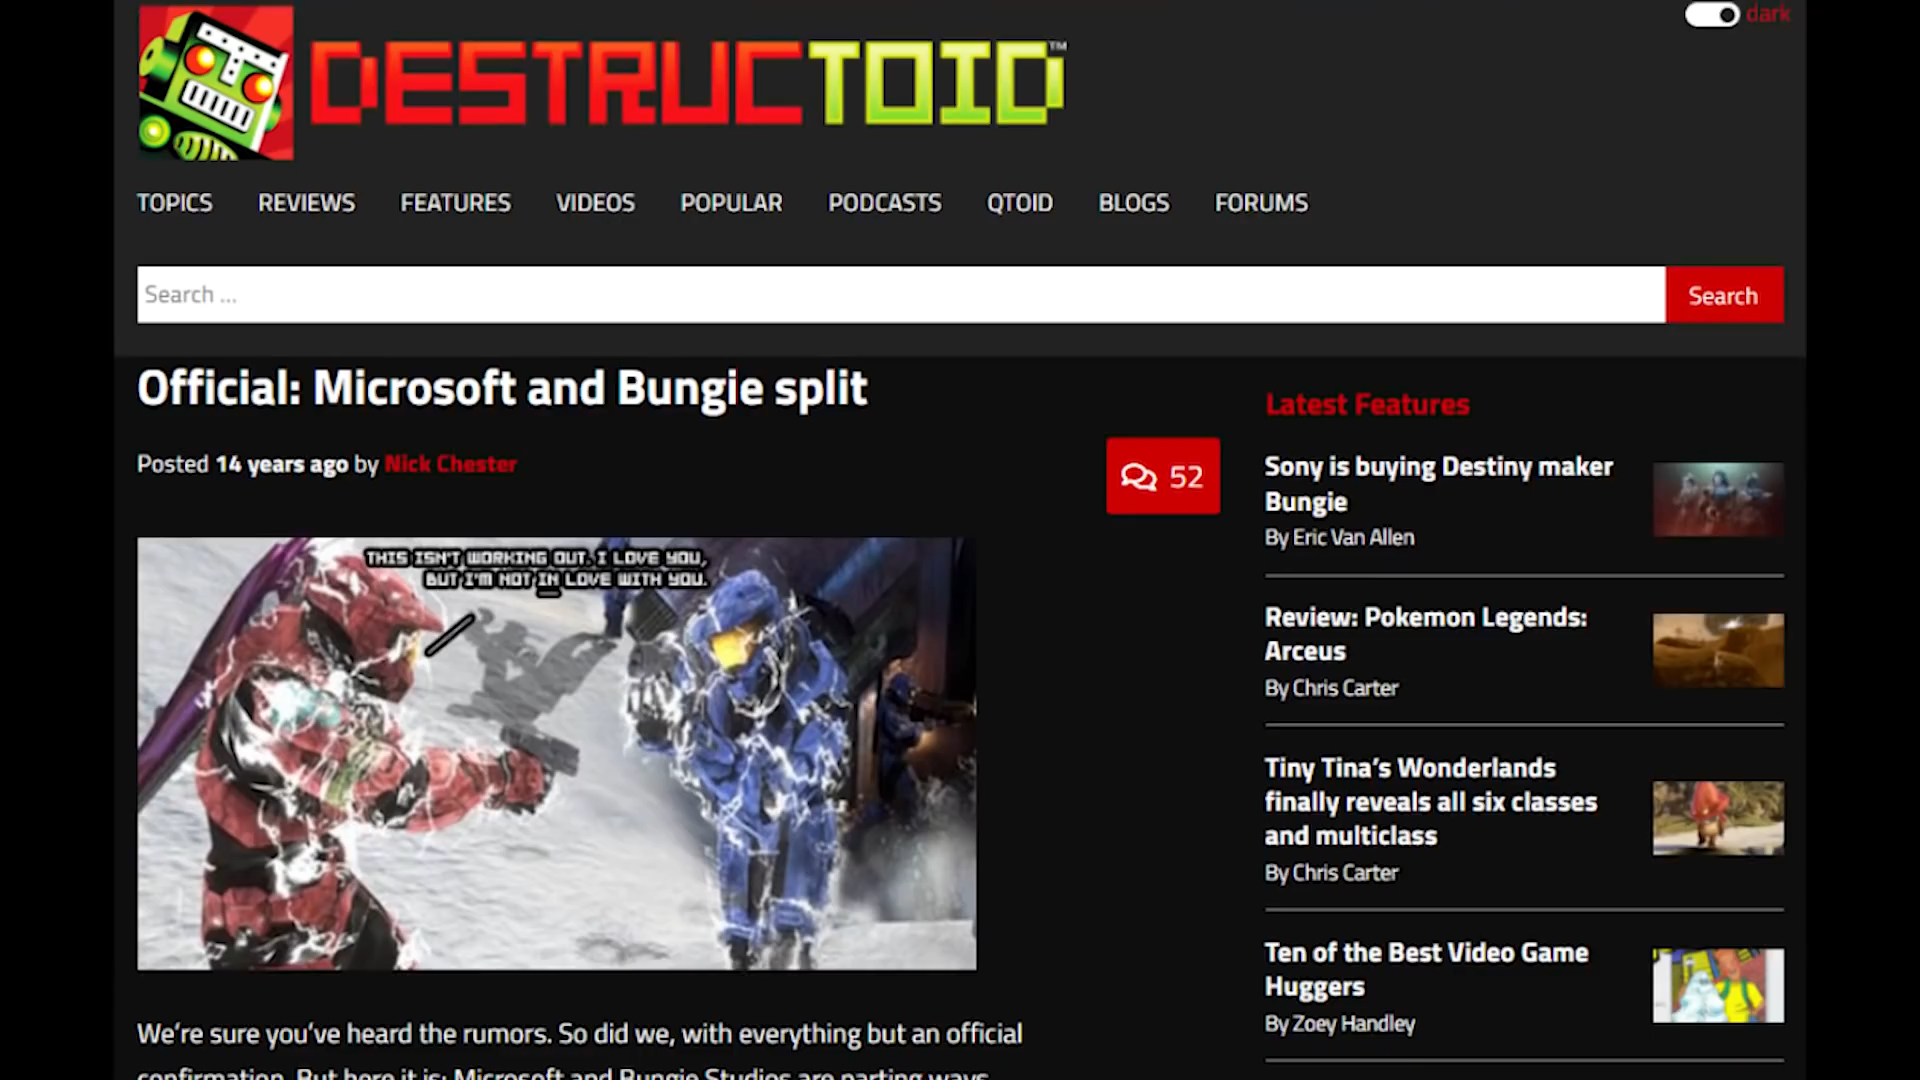 dark
DESTRUCTOID™
TOPICS REVIEWS FEATURES VIDEOS POPULAR PODCASTS QTOID BLOGS FORUMS
Search ...
Search
Official: Microsoft and Bungie split
Posted 14 years ago by Nick Chester
52
THIS ISN'T WORKING OUT. I LOVE YOU,
BUT I'M NOT IN LOVE WITH YOU.
We're sure you've heard the rumors. So did we, with everything but an official
confirmation. But here it is: Microsoft and Bungie Studios are parting ways
Latest Features
Sony is buying Destiny maker
Bungie
By Eric Van Allen
Review: Pokemon Legends:
Arceus
By Chris Carter
Tiny Tina's Wonderlands
finally reveals all six classes
and multiclass
By Chris Carter
Ten of the Best Video Game
Huggers
By Zoey Handley